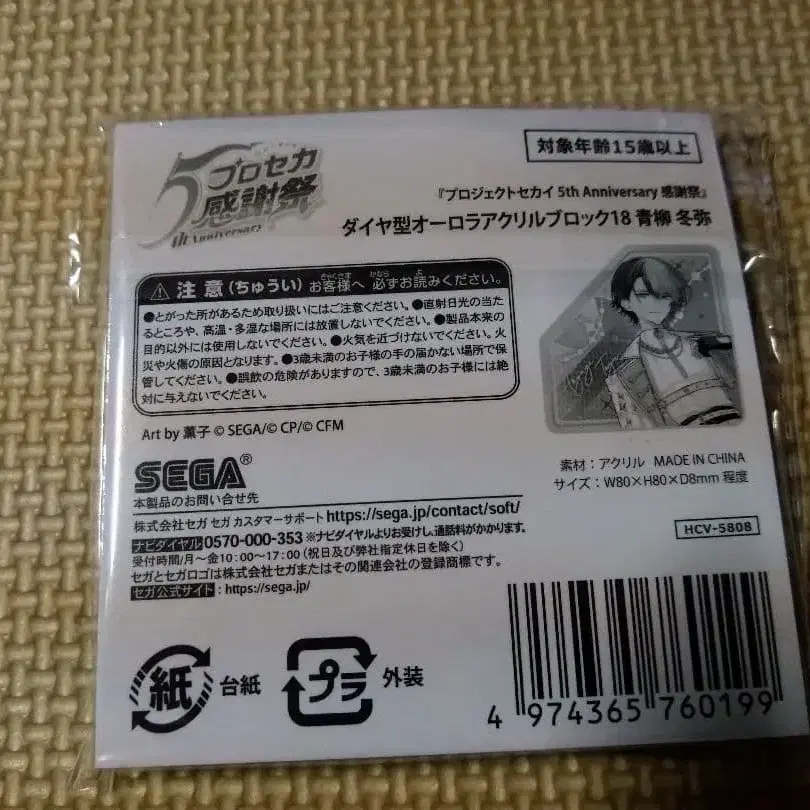 5
プロセカ
感謝祭
th Anniversary
対象年齢15歳以上
『プロジェクトセカイ 5th Anniversary 感謝祭』
ダイヤ型オーロラアクリルブロック18 青柳 冬弥
⚠ 注意(ちゅうい) お客様へ 必ずお読みください。
●とがった所があるため取り扱いにはご注意ください。●直射日光の当た
るところや、高温・多湿な場所には放置しないでください。●製品本来の
目的以外には使用しないでください。●火気を近づけないでください。火
災や火傷の原因となります。●3歳未満のお子様の手の届かない場所で保
管してください。●誤飲の危険がありますので、3歳未満のお子様には絶
対に与えないでください。
Art by 薫子 © SEGA/© CP/© CFM
素材:アクリル MADE IN CHINA
サイズ:W80×H80×D8mm 程度
SEGA®
本製品のお問い合せ先
株式会社セガ セガ カスタマーサポート https://sega.jp/contact/soft/
ナビダイヤル 0570-000-353 ※ナビダイヤルよりお受けし、通話料がかかります。
受付時間/月~金10:00~17:00(祝日及び弊社指定休日を除く)
セガとセガロゴは株式会社セガまたはその関連会社の登録商標です。
セガ公式サイト:https://sega.jp/
HCV-5808
紙 台紙
プラ 外装
4 974365 760199